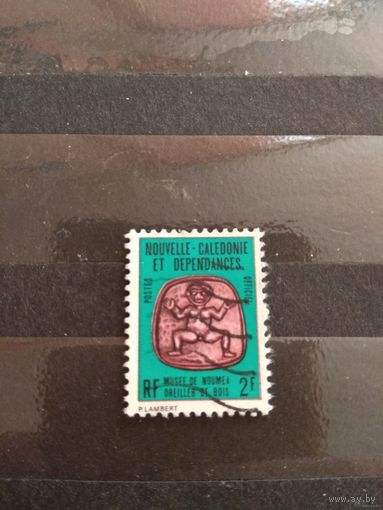 NOUVELLE-CALEDONIE
ET DEPENDANCES
POSTES
OFFICIEL
RF MUSEE DE NOUMEA 2F
OREILLER DE BOIS
P.LAMBERT
www.ay.by